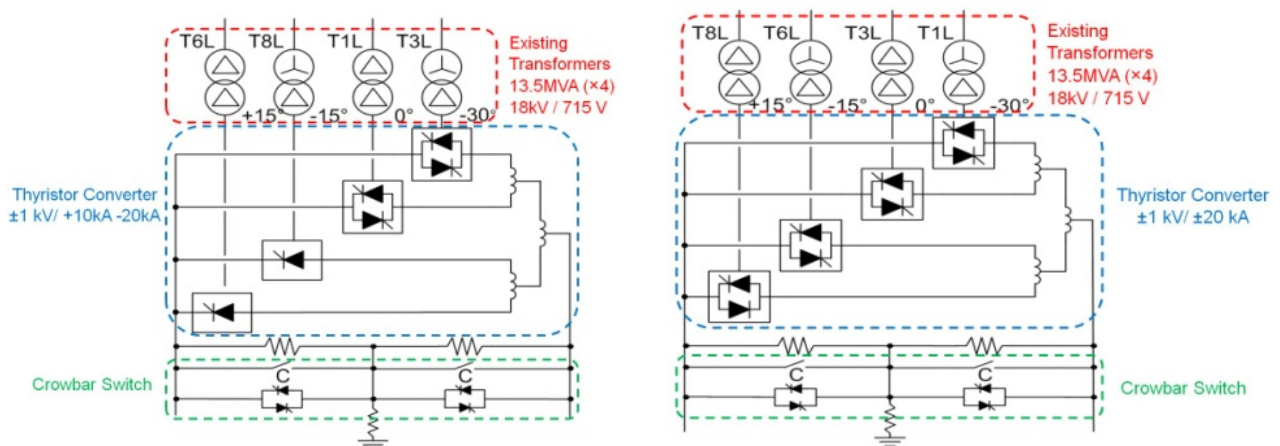 T6L T8L T1L T3L
Existing
Transformers
13.5MVA (×4)
18kV / 715 V
+15° -15° 0° -30°
Thyristor Converter
±1 kV/ +10kA -20kA
C C
Crowbar Switch
T8L T6L T3L T1L
Existing
Transformers
13.5MVA (×4)
18kV / 715 V
+15° -15° 0° -30°
Thyristor Converter
±1 kV/ ±20 kA
C C
Crowbar Switch